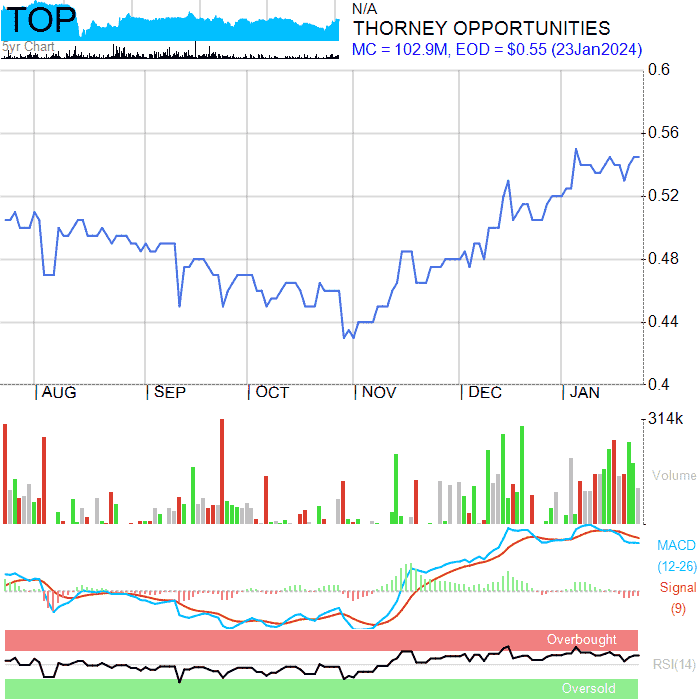 TOP
5yr Chart
N/A
THORNEY OPPORTUNITIES
MC = 102.9M, EOD = $0.55 (23Jan2024)
0.6
0.56
0.52
0.48
0.44
0.4
AUG SEP OCT NOV DEC JAN
314k
Volume
MACD
(12-26)
Signal
(9)
Overbought
RSI(14)
Oversold